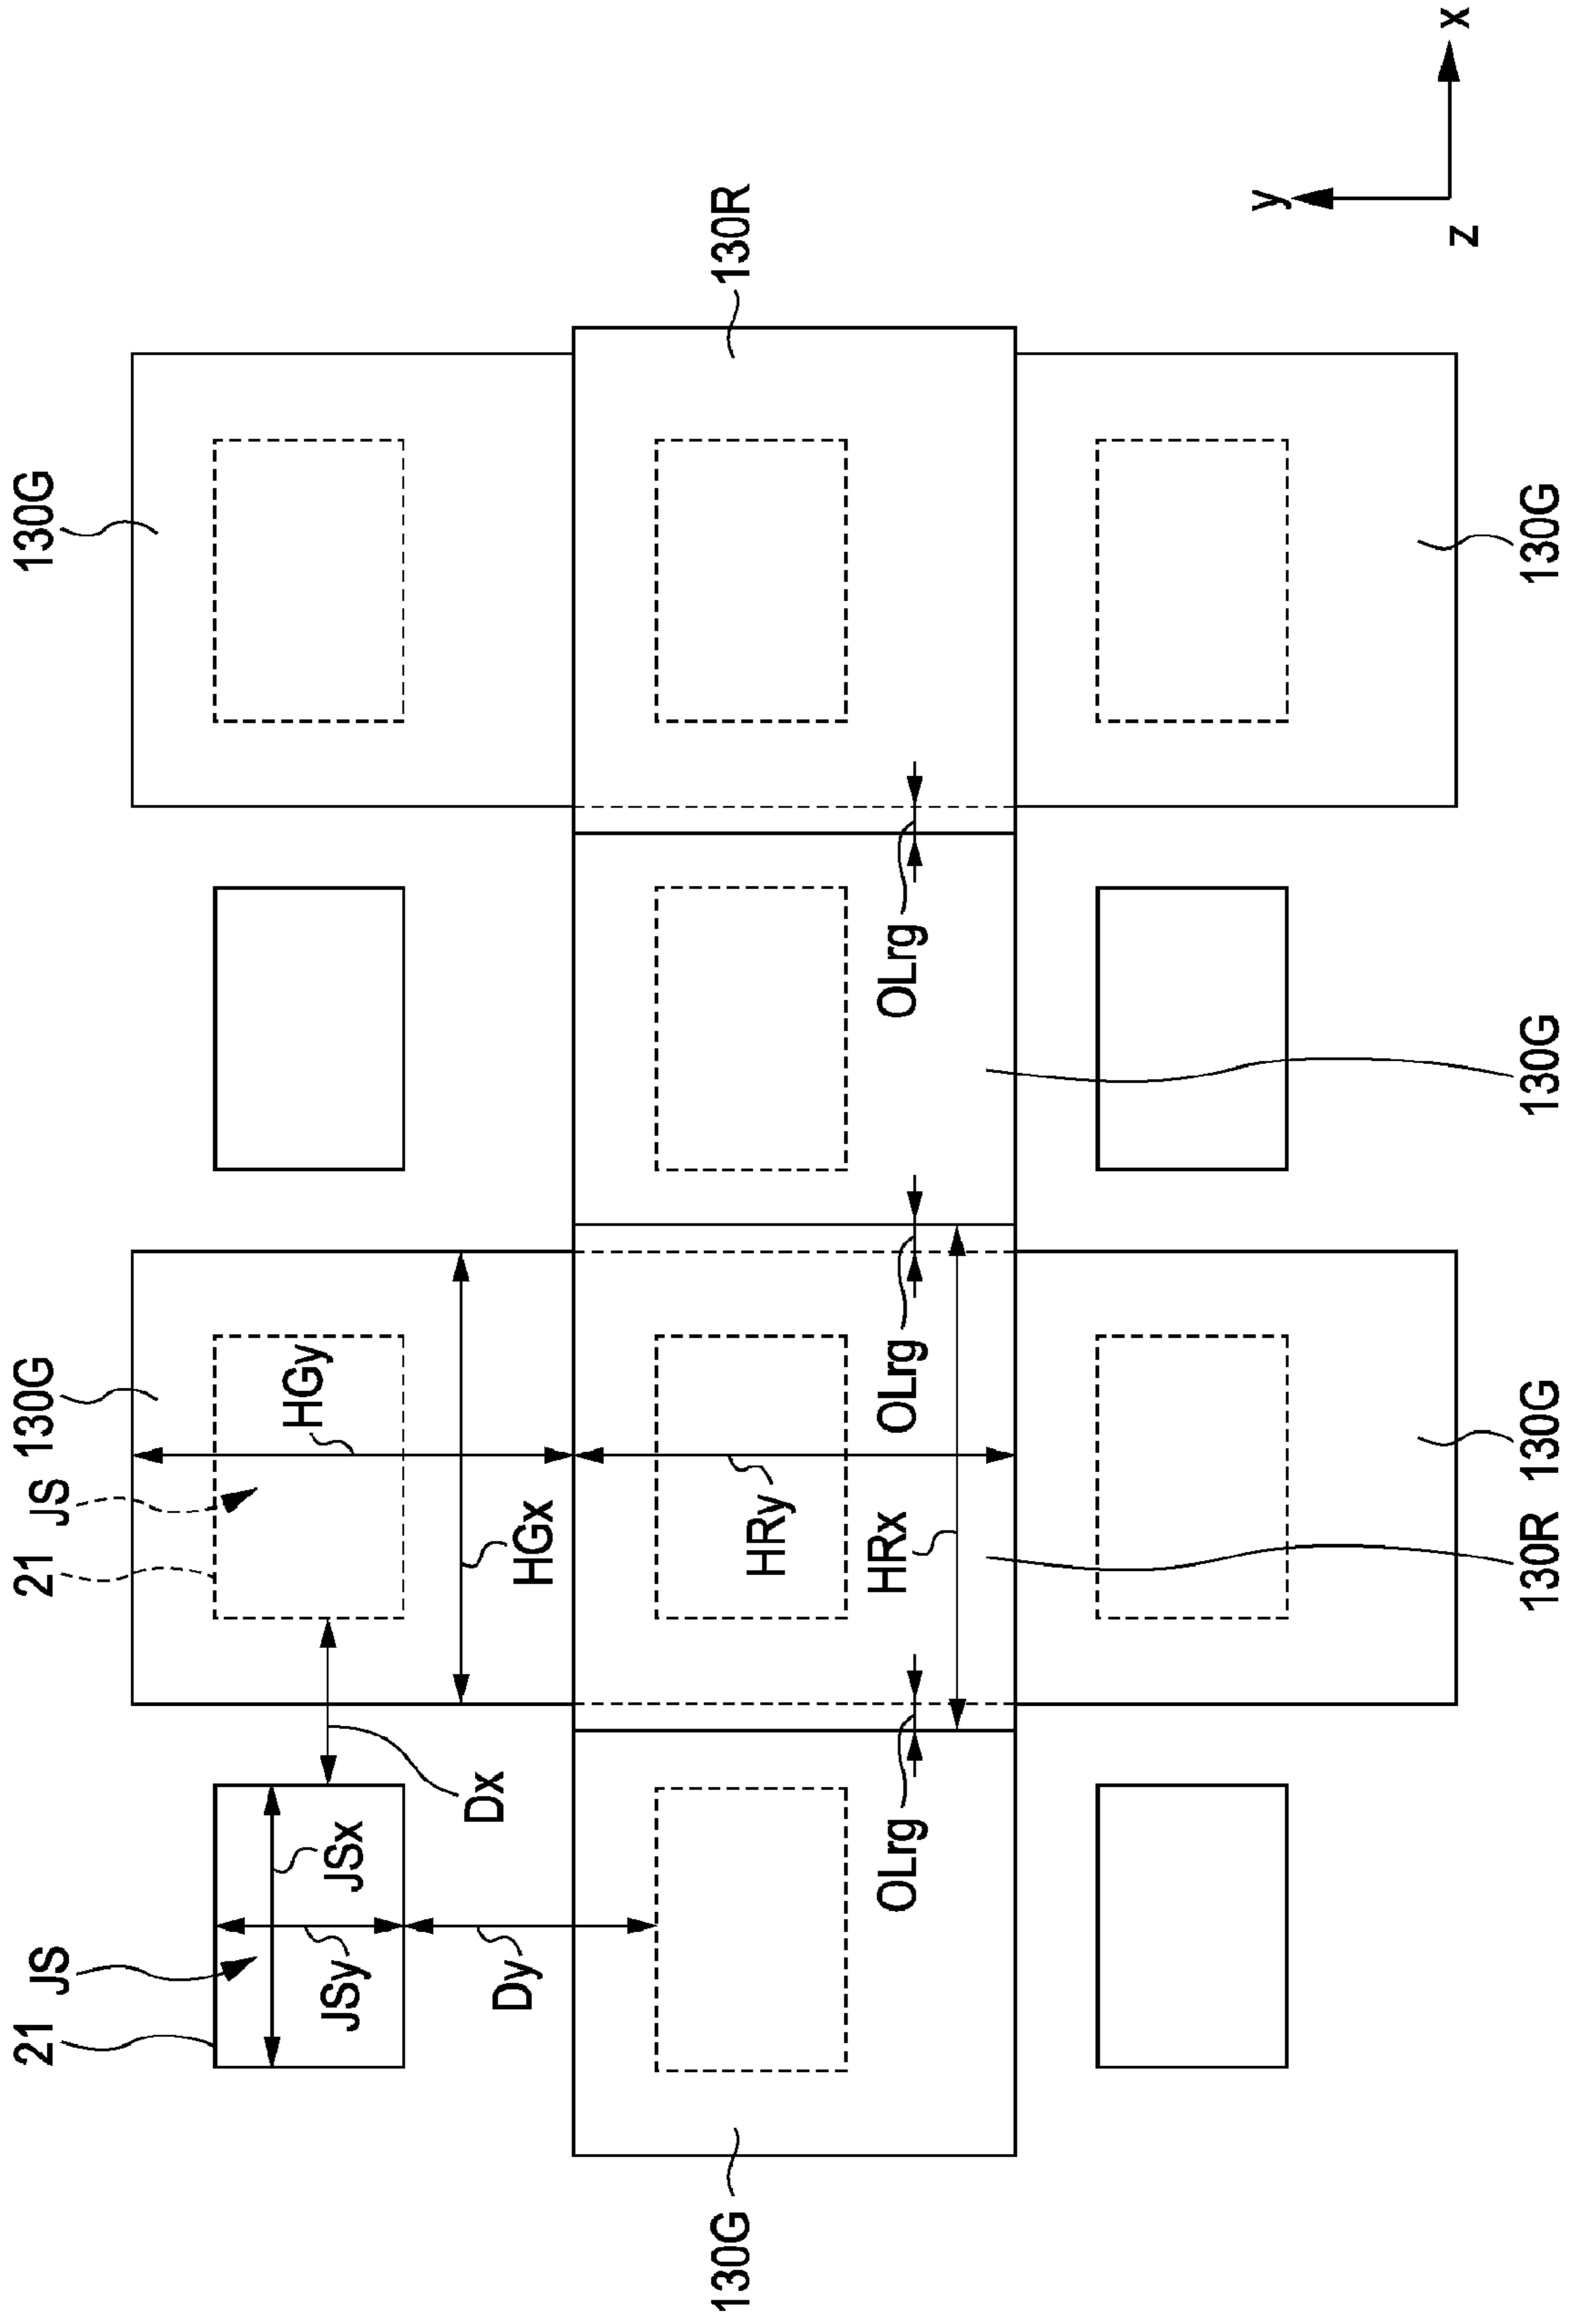 21
JS
21
JS
130G
130G
HGy
JSy
JSx
Dx
Dy
HGx
130G
130R
HRy
HRx
OLrg
OLrg
OLrg
y
z
x
130R
130G
130G
130G